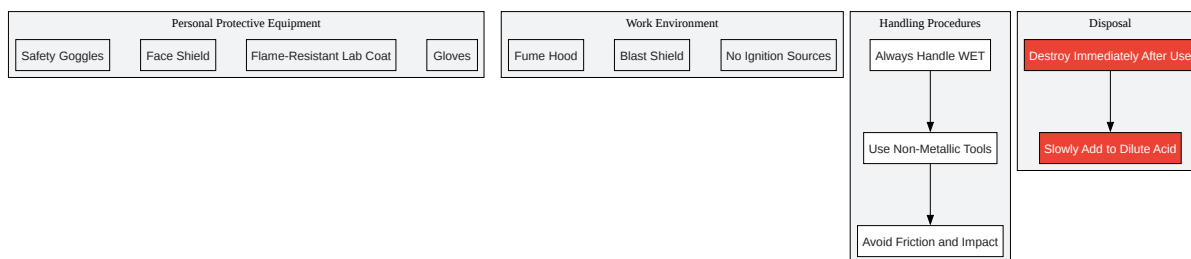 Personal Protective Equipment
Safety Goggles
Face Shield
Flame-Resistant Lab Coat
Gloves
Work Environment
Fume Hood
Blast Shield
No Ignition Sources
Handling Procedures
Always Handle WET
Use Non-Metallic Tools
Avoid Friction and Impact
Disposal
Destroy Immediately After Use
Slowly Add to Dilute Acid